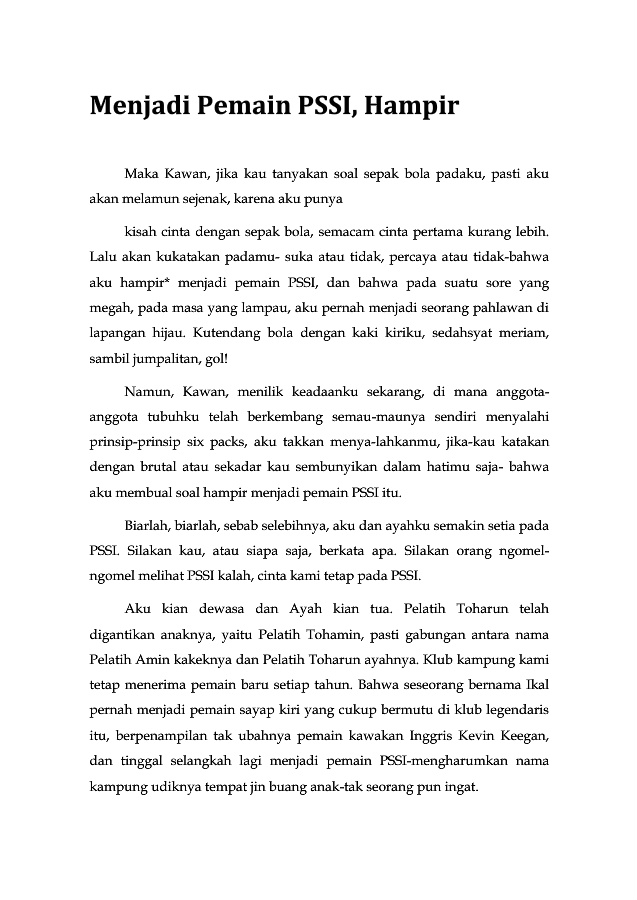 Menjadi Pemain PSSI, Hampir
Maka Kawan, jika kau tanyakan soal sepak bola padaku, pasti aku
akan melamun sejenak, karena aku punya
kisah cinta dengan sepak bola, semacam cinta pertama kurang lebih.
Lalu akan kukatakan padamu- suka atau tidak, percaya atau tidak-bahwa
aku hampir* menjadi pemain PSSI, dan bahwa pada suatu sore yang
megah, pada masa yang lampau, aku pernah menjadi seorang pahlawan di
lapangan hijau. Kutendang bola dengan kaki kiriku, sedahsyat meriam,
sambil jumpalitan, gol!
Namun, Kawan, menilik keadaanku sekarang, di mana anggota-
anggota tubuhku telah berkembang semau-maunya sendiri menyalahi
prinsip-prinsip six packs, aku takkan menya-lahkanmu, jika-kau katakan
dengan brutal atau sekadar kau sembunyikan dalam hatimu saja- bahwa
aku membual soal hampir menjadi pemain PSSI itu.
Biarlah, biarlah, sebab selebihnya, aku dan ayahku semakin setia pada
PSSI. Silakan kau, atau siapa saja, berkata apa. Silakan orang ngomel-
ngomel melihat PSSI kalah, cinta kami tetap pada PSSI.
Aku kian dewasa dan Ayah kian tua. Pelatih Toharun telah
digantikan anaknya, yaitu Pelatih Tohamin, pasti gabungan antara nama
Pelatih Amin kakeknya dan Pelatih Toharun ayahnya. Klub kampung kami
tetap menerima pemain baru setiap tahun. Bahwa seseorang bernama Ikal
pernah menjadi pemain sayap kiri yang cukup bermutu di klub legendaris
itu, berpenampilan tak ubahnya pemain kawakan Inggris Kevin Keegan,
dan tinggal selangkah lagi menjadi pemain PSSI-mengharumkan nama
kampung udiknya tempat jin buang anak-tak seorang pun ingat.